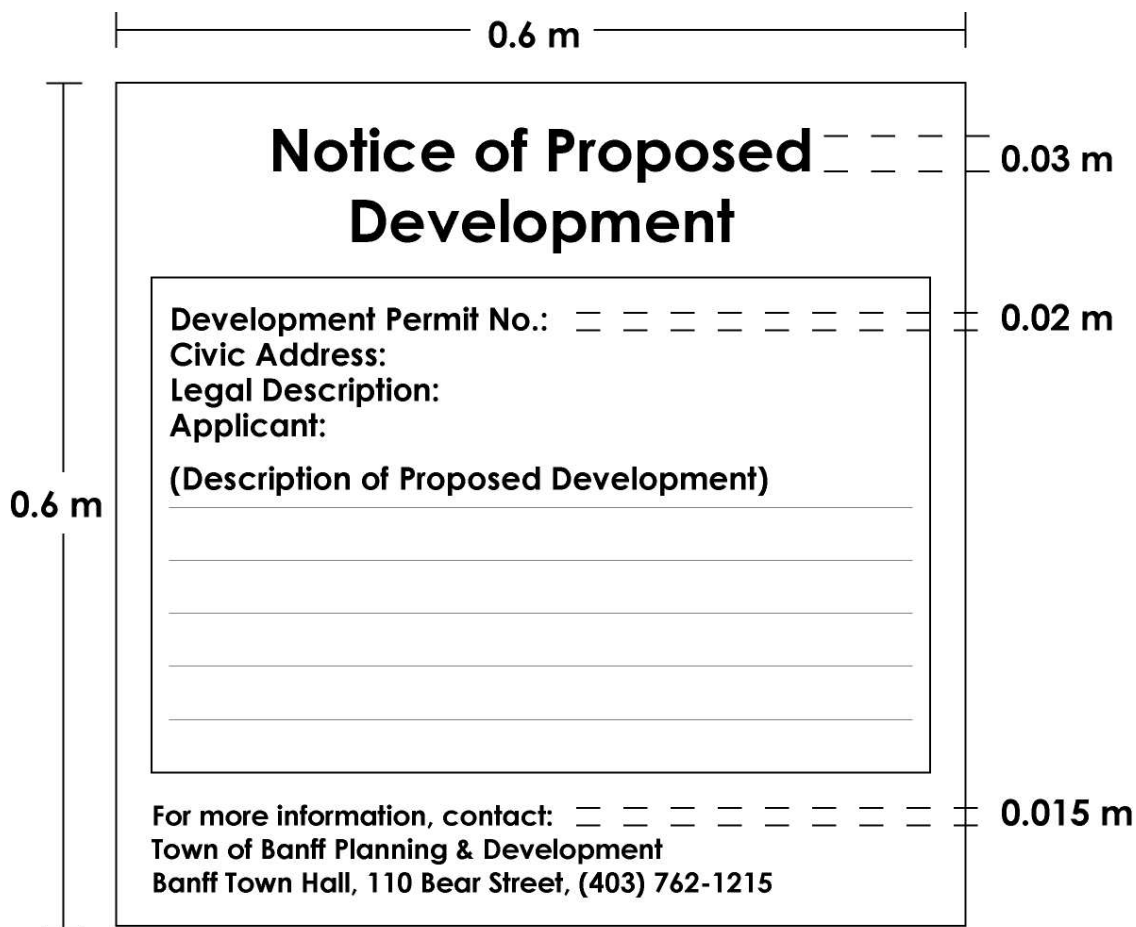 0.6 m
Notice of Proposed
Development
0.03 m
Development Permit No.:
0.02 m
Civic Address:
Legal Description:
Applicant:
(Description of Proposed Development)
0.6 m
For more information, contact:
0.015 m
Town of Banff Planning & Development
Banff Town Hall, 110 Bear Street, (403) 762-1215